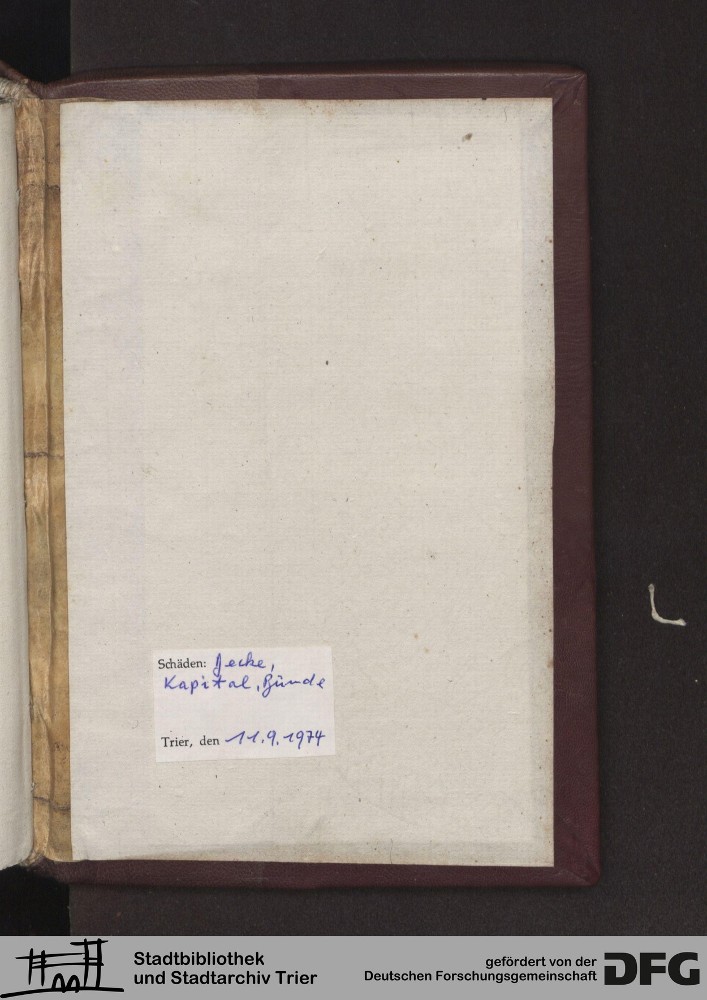 Schäden: Decke,
Kapital, Bünde
Trier, den 11.9.1974
Stadtbibliothek
und Stadtarchiv Trier
gefördert von der
Deutschen Forschungsgemeinschaft
DFG